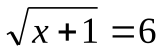 √(x+1) = 6